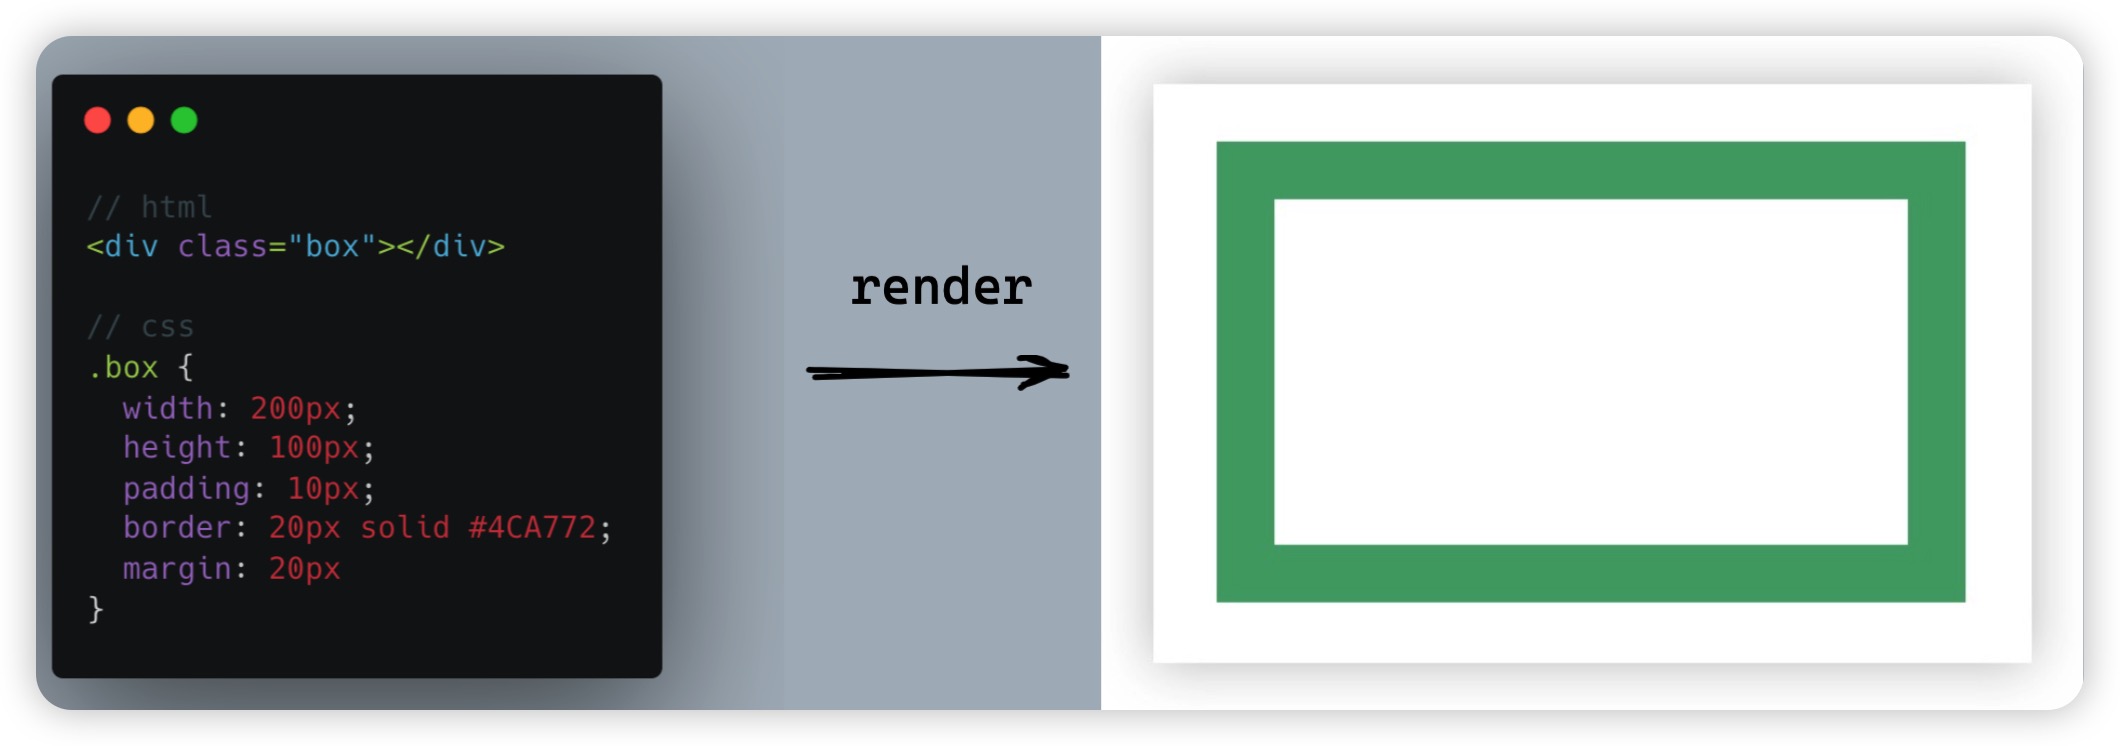 // html
<div class="box"></div>
// css
.box {
  width: 200px;
  height: 100px;
  padding: 10px;
  border: 20px solid #4CA772;
  margin: 20px
}
render